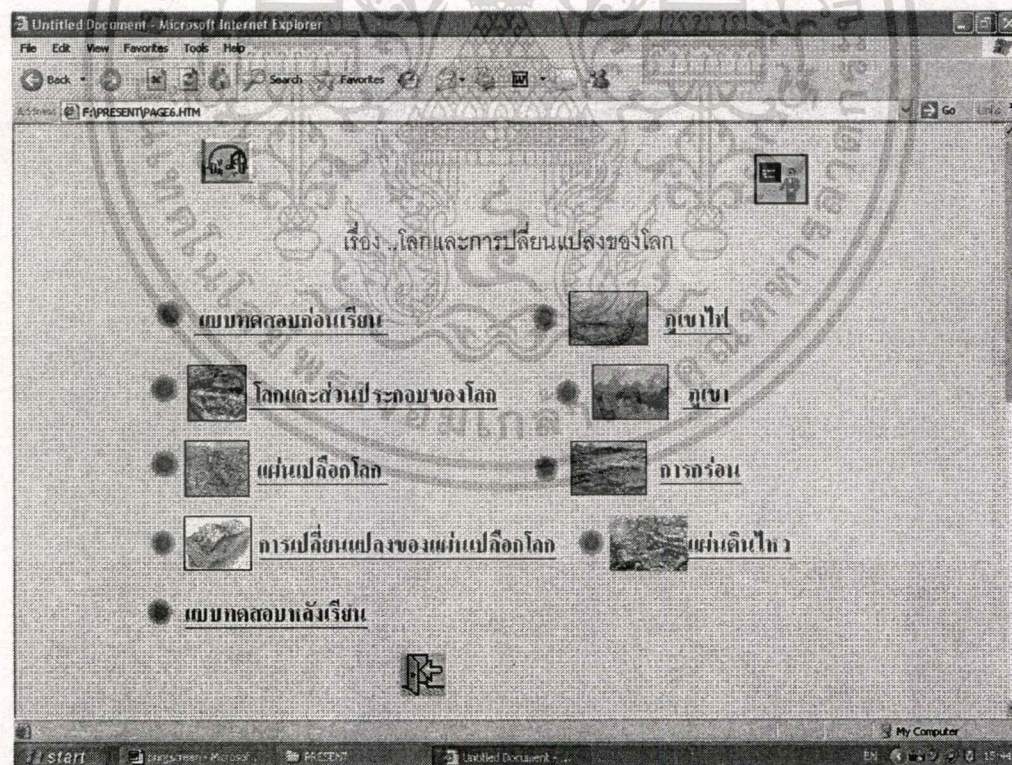 Untitled Document - Microsoft Internet Explorer
File Edit View Favorites Tools Help
Back Search Favorites
Address F:\PRESENT\PAGE6.HTM Go Links
เรื่อง ..โลกและการเปลี่ยนแปลงของโลก
แบบทดสอบก่อนเรียน
ภูเขาไฟ
โลกและส่วนประกอบของโลก
ภูเขา
แผ่นเปลือกโลก
การกร่อน
การเปลี่ยนแปลงของแผ่นเปลือกโลก
แผ่นดินไหว
แบบทดสอบหลังเรียน
My Computer
start PRESENT Untitled Document - ... EN 15:44